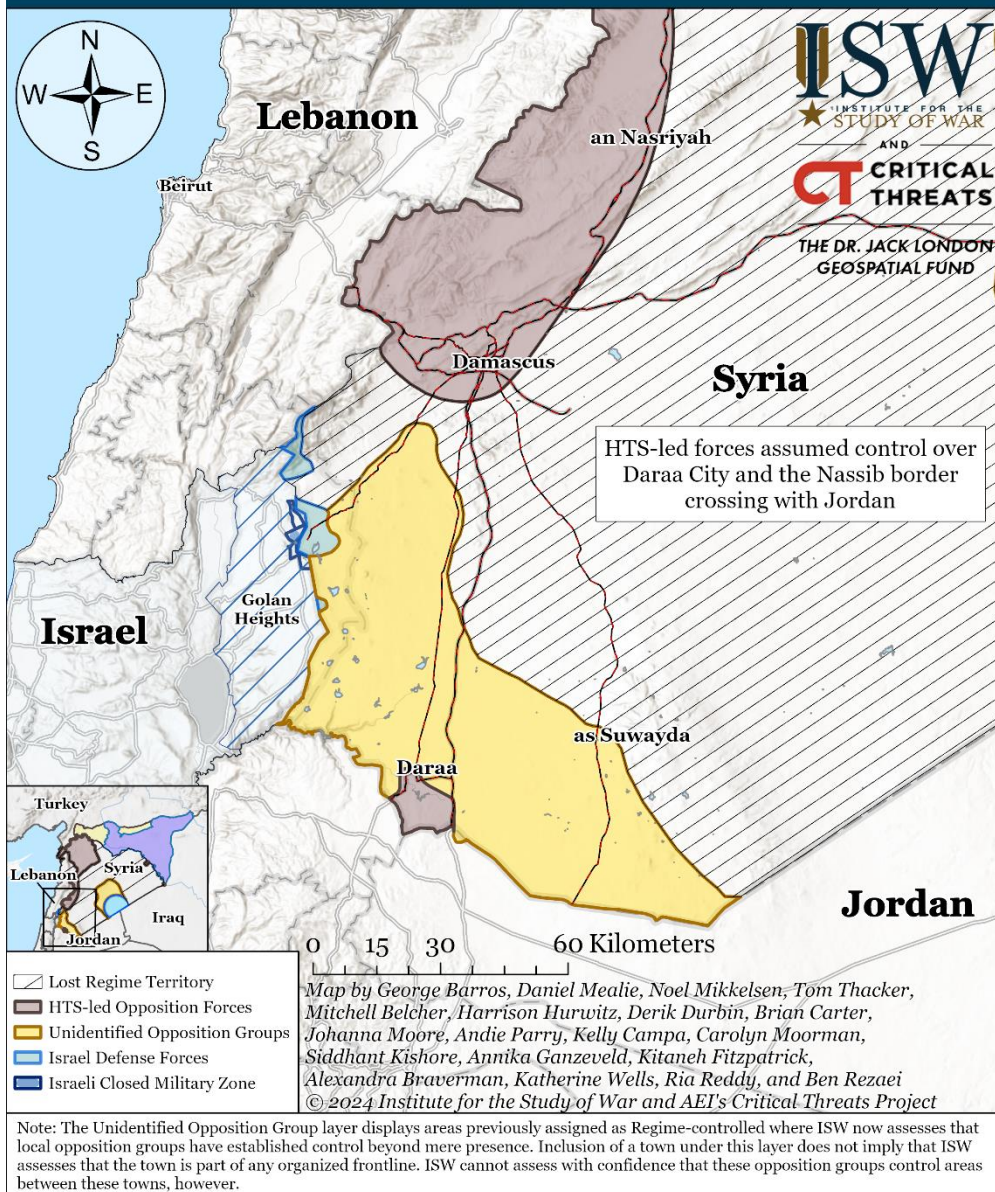 N
W
E
S
ISW
INSTITUTE FOR THE
STUDY OF WAR
AND
CT CRITICAL
THREATS
THE DR. JACK LONDON
GEOSPATIAL FUND
Lebanon
an Nasriyah
Beirut
Damascus
Syria
HTS-led forces assumed control over
Daraa City and the Nassib border
crossing with Jordan
Golan
Heights
Israel
as Suwayda
Daraa
Jordan
Turkey
Lebanon
Syria
Iraq
Jordan
0 15 30 60 Kilometers
Lost Regime Territory
HTS-led Opposition Forces
Unidentified Opposition Groups
Israel Defense Forces
Israeli Closed Military Zone
Map by George Barros, Daniel Mealie, Noel Mikkelsen, Tom Thacker,
Mitchell Belcher, Harrison Hurwitz, Derik Durbin, Brian Carter,
Johanna Moore, Andie Parry, Kelly Campa, Carolyn Moorman,
Siddhant Kishore, Annika Ganzeveld, Kitaneh Fitzpatrick,
Alexandra Braverman, Katherine Wells, Ria Reddy, and Ben Rezaei
© 2024 Institute for the Study of War and AEI's Critical Threats Project
Note: The Unidentified Opposition Group layer displays areas previously assigned as Regime-controlled where ISW now assesses that
local opposition groups have established control beyond mere presence. Inclusion of a town under this layer does not imply that ISW
assesses that the town is part of any organized frontline. ISW cannot assess with confidence that these opposition groups control areas
between these towns, however.